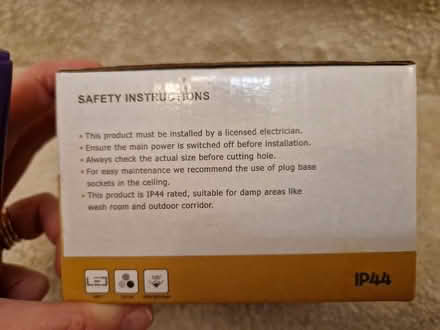 SAFETY INSTRUCTIONS
• This product must be installed by a licensed electrician.
• Ensure the main power is switched off before installation.
• Always check the actual size before cutting hole.
• For easy maintenance we recommend the use of plug base
sockets in the ceiling.
• This product is IP44 rated, suitable for damp areas like
wash room and outdoor corridor.
IP44